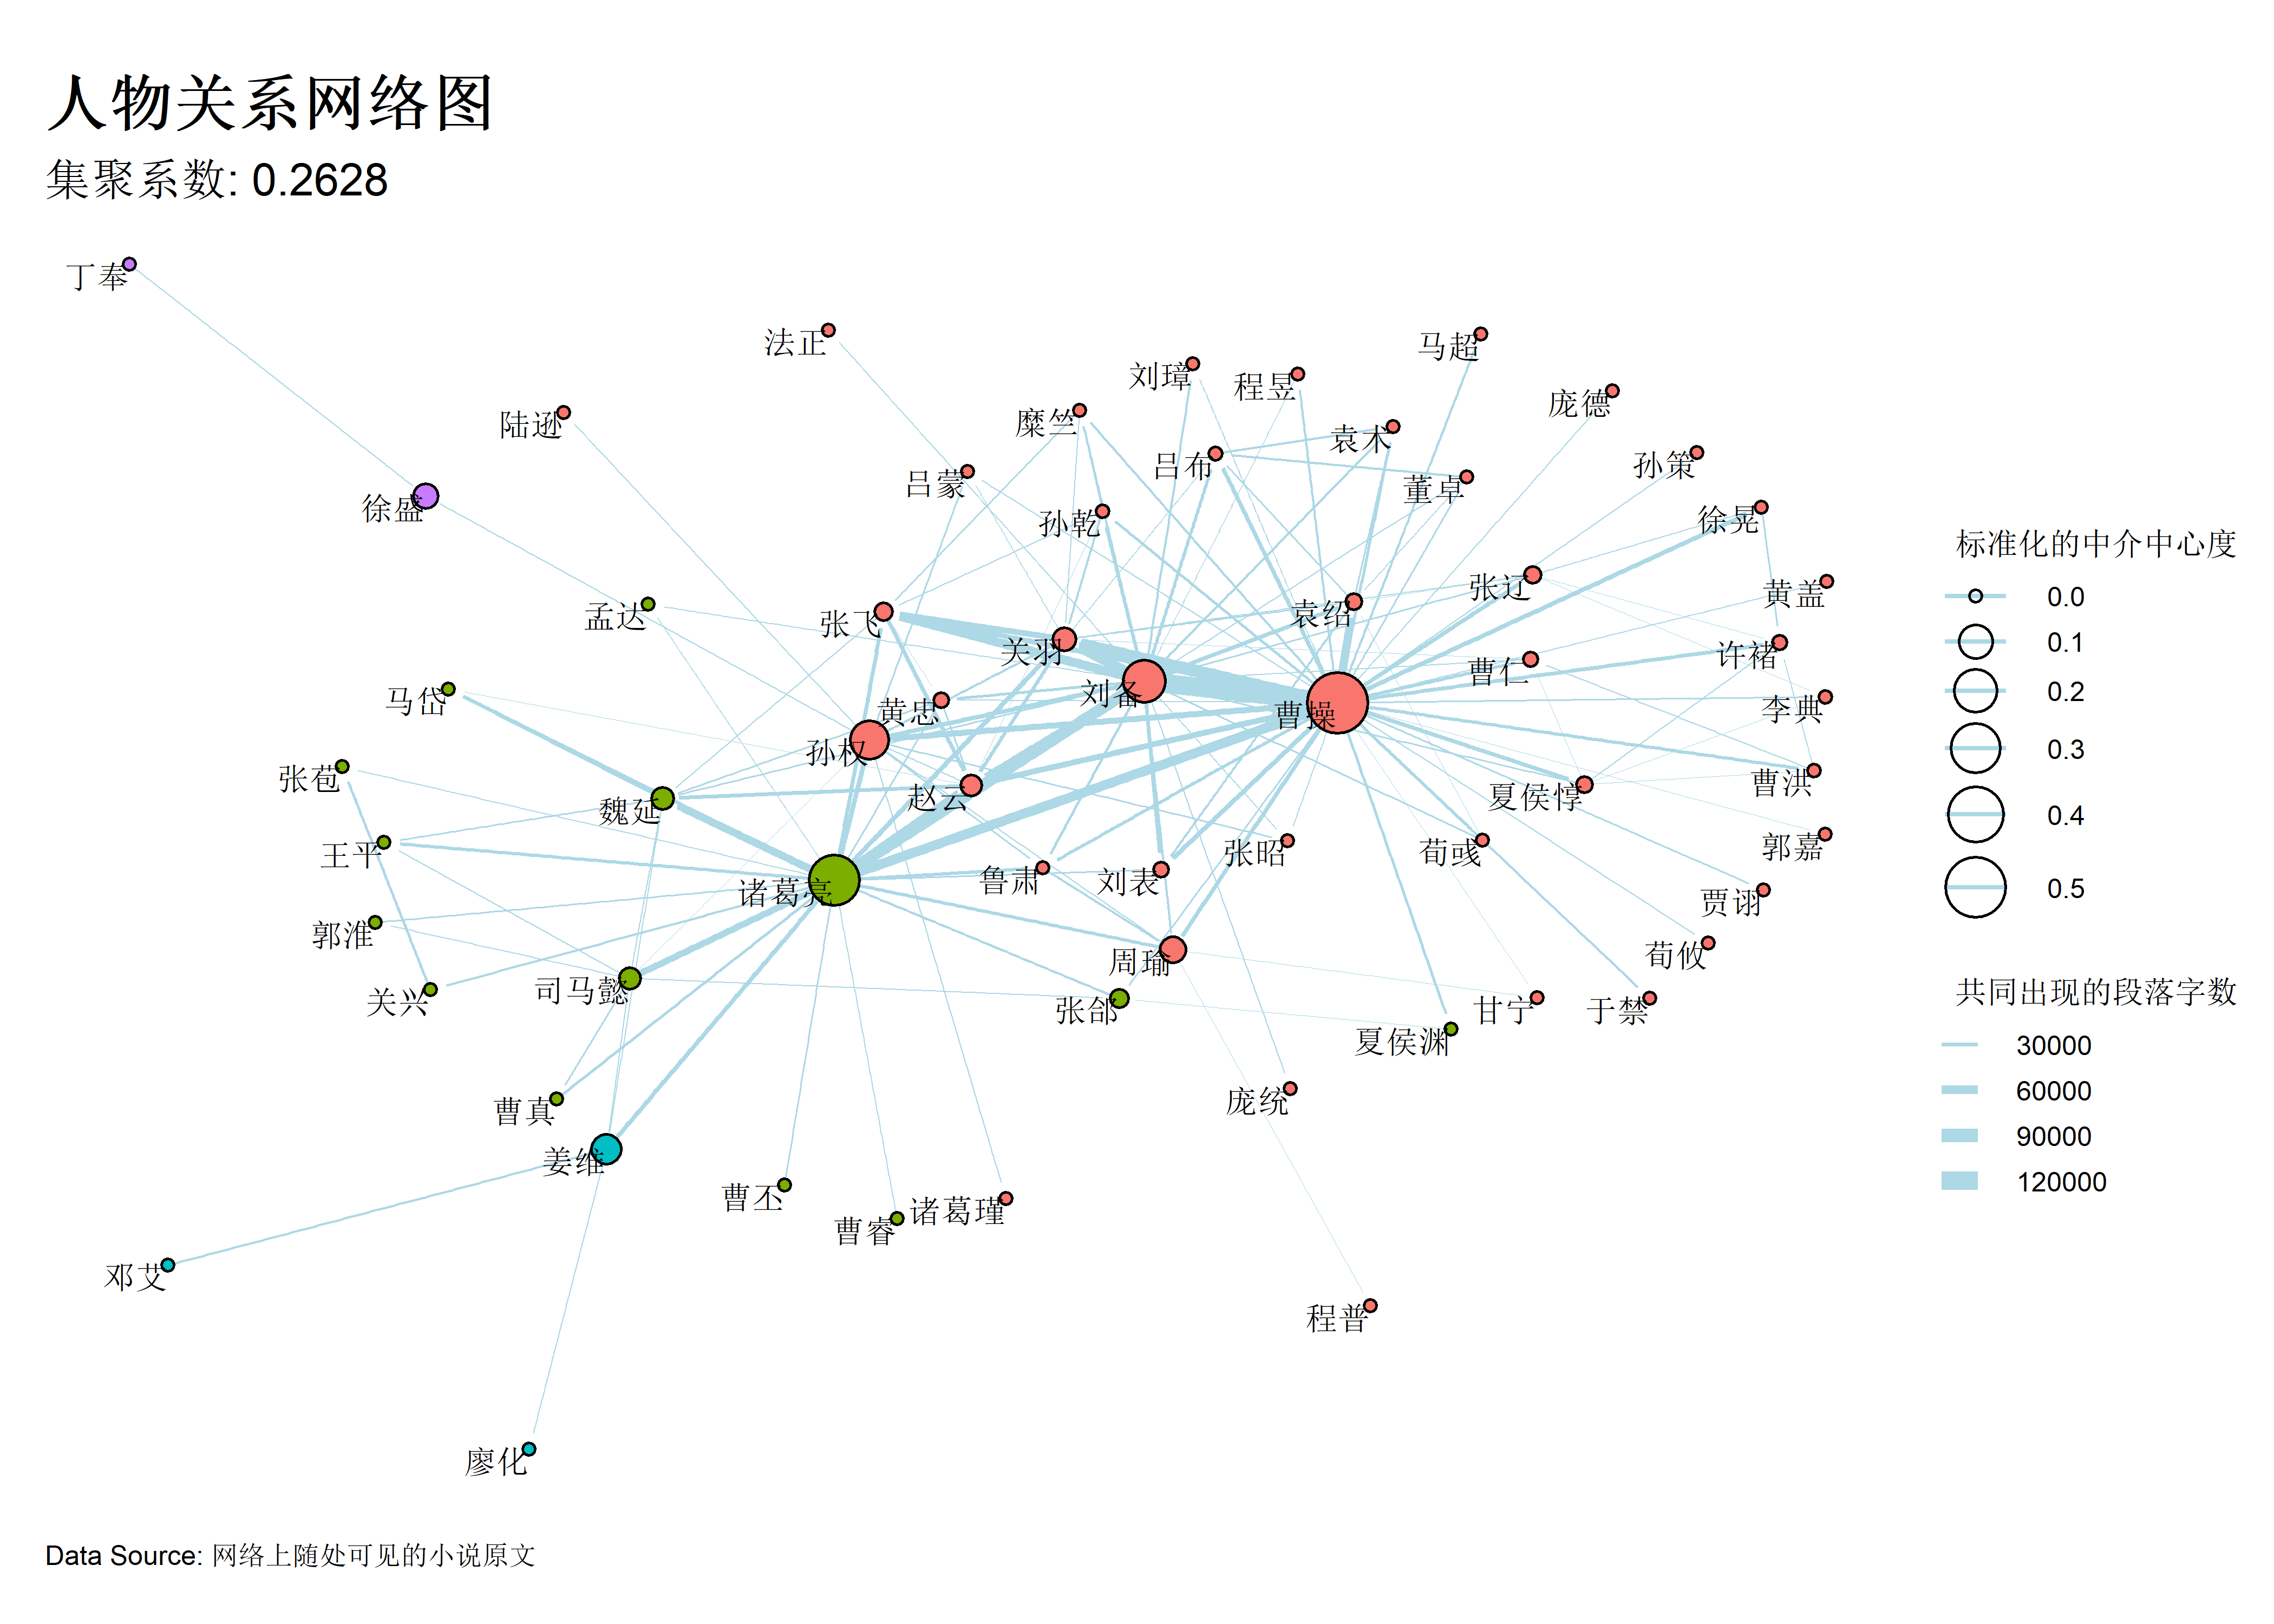 人物关系网络图
集聚系数: 0.2628
丁奉
法正
马超
刘璋
程昱
庞德
陆逊
糜竺
袁术
吕布
孙策
吕蒙
董卓
徐盛
孙乾
徐晃
张辽
黄盖
孟达
张飞
袁绍
关羽
许褚
曹仁
马岱
刘备
黄忠
曹操
李典
孙权
张苞
曹洪
魏延
赵云
夏侯惇
王平
张昭
荀彧
郭嘉
诸葛亮
鲁肃
刘表
贾诩
郭淮
荀攸
周瑜
司马懿
关兴
张郃
甘宁
于禁
夏侯渊
曹真
庞统
姜维
曹丕
诸葛瑾
曹睿
邓艾
程普
廖化
标准化的中介中心度
0.0
0.1
0.2
0.3
0.4
0.5
共同出现的段落字数
30000
60000
90000
120000
Data Source: 网络上随处可见的小说原文